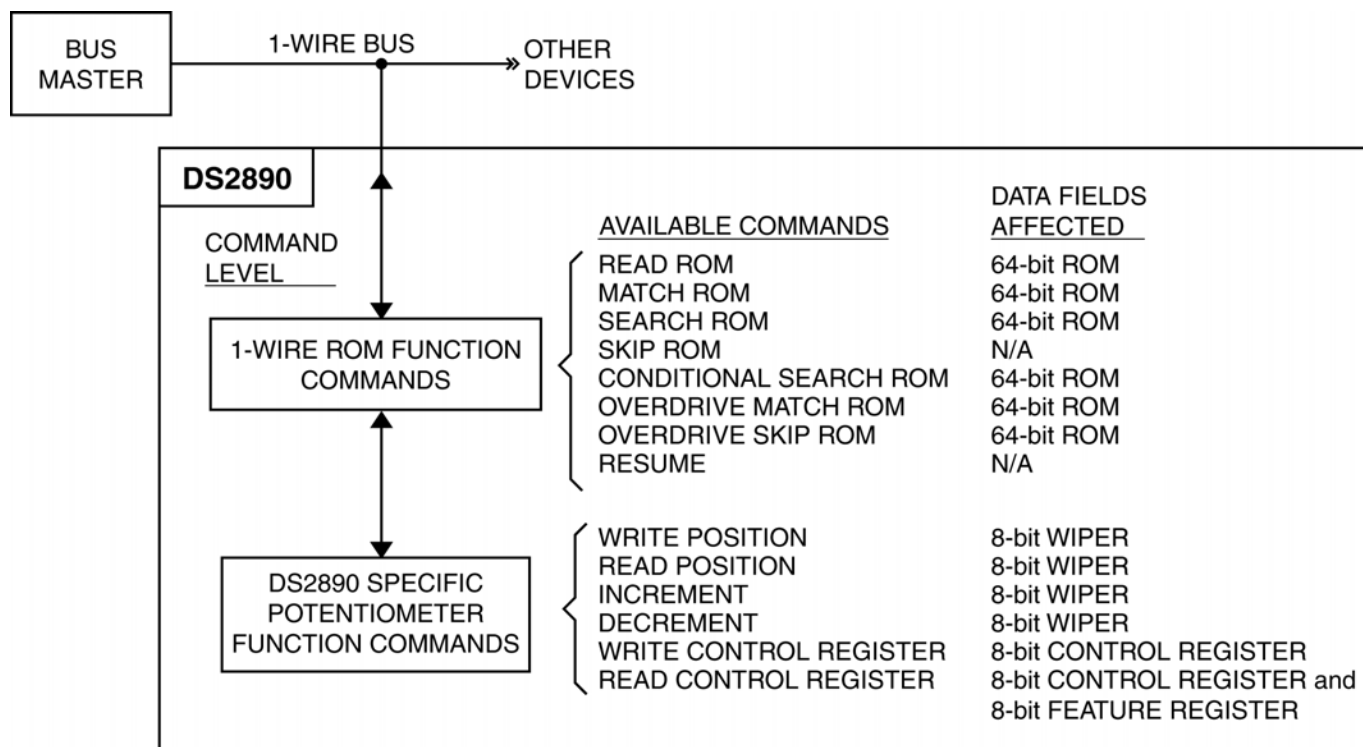 BUS
MASTER
1-WIRE BUS
OTHER
DEVICES
DS2890
COMMAND
LEVEL
AVAILABLE COMMANDS
DATA FIELDS
AFFECTED
1-WIRE ROM FUNCTION
COMMANDS
READ ROM 64-bit ROM
MATCH ROM 64-bit ROM
SEARCH ROM 64-bit ROM
SKIP ROM N/A
CONDITIONAL SEARCH ROM 64-bit ROM
OVERDRIVE MATCH ROM 64-bit ROM
OVERDRIVE SKIP ROM 64-bit ROM
RESUME N/A
DS2890 SPECIFIC
POTENTIOMETER
FUNCTION COMMANDS
WRITE POSITION 8-bit WIPER
READ POSITION 8-bit WIPER
INCREMENT 8-bit WIPER
DECREMENT 8-bit WIPER
WRITE CONTROL REGISTER 8-bit CONTROL REGISTER
READ CONTROL REGISTER 8-bit CONTROL REGISTER and
8-bit FEATURE REGISTER